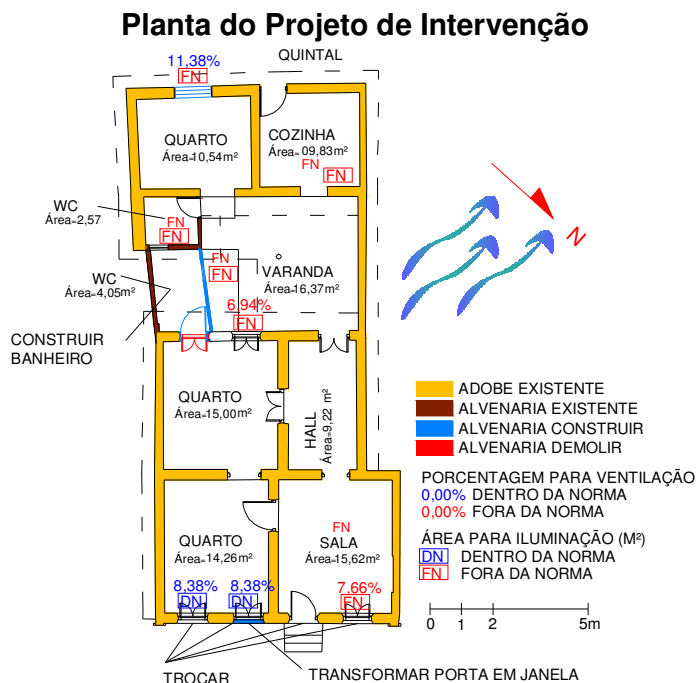 Planta do Projeto de Intervenção
QUINTAL
11,38%
FN
QUARTO
Área=10,54m²
COZINHA
Área=09,83m²
FN
FN
WC
Área=2,57
FN
FN
WC
Área=4,05m²
FN
FN
VARANDA
Área=16,37m²
6,94%
FN
CONSTRUIR
BANHEIRO
N
QUARTO
Área=15,00m²
HALL
Área=9,22 m²
QUARTO
Área=14,26m²
FN
SALA
Área=15,62m²
8,38%
DN
8,38%
DN
7,66%
FN
TROCAR
TRANSFORMAR PORTA EM JANELA
ADOBE EXISTENTE
ALVENARIA EXISTENTE
ALVENARIA CONSTRUIR
ALVENARIA DEMOLIR
PORCENTAGEM PARA VENTILAÇÃO
0,00% DENTRO DA NORMA
0,00% FORA DA NORMA
ÁREA PARA ILUMINAÇÃO (M²)
DN DENTRO DA NORMA
FN FORA DA NORMA
0 1 2 5m